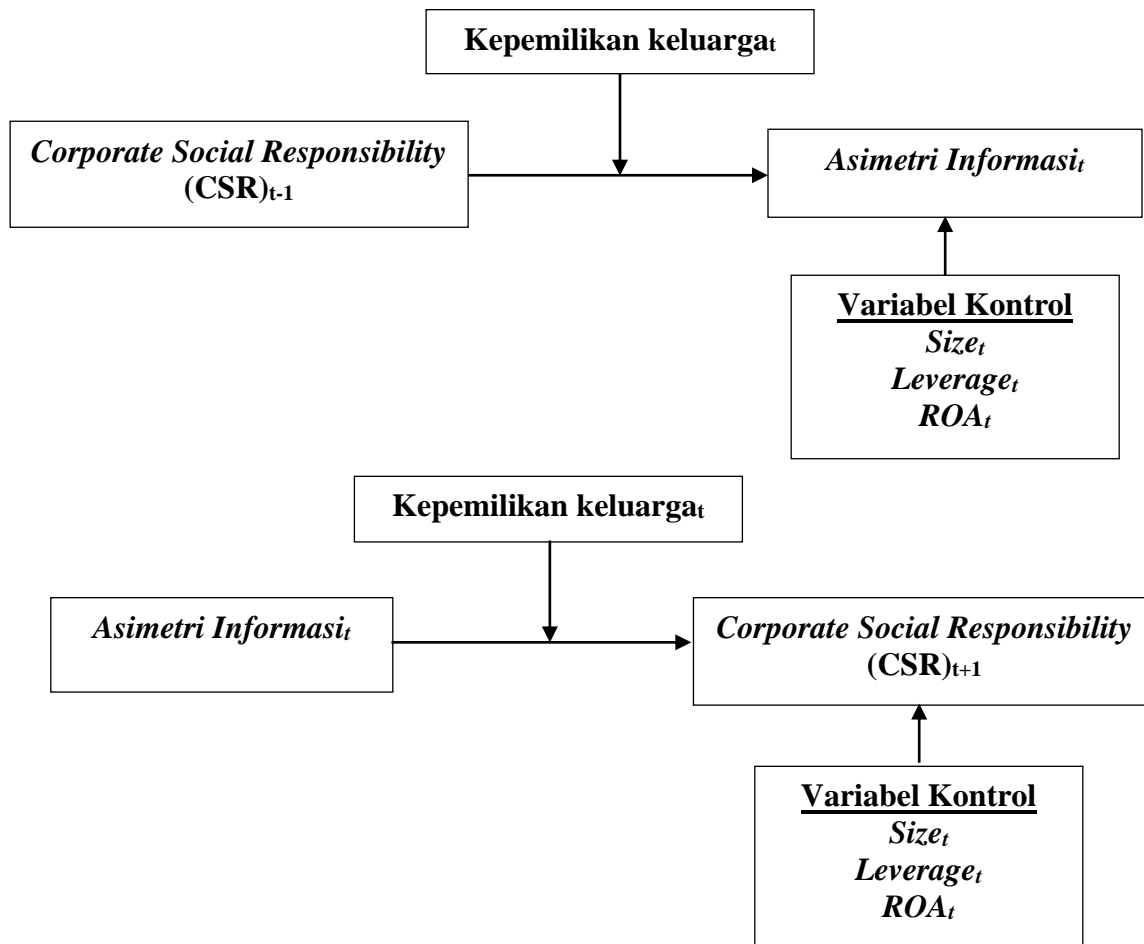 Kepemilikan keluargat
Corporate Social Responsibility
(CSR)t-1
Asimetri Informasit
Variabel Kontrol
Sizet
Leveraget
ROAt
Kepemilikan keluargat
Asimetri Informasit
Corporate Social Responsibility
(CSR)t+1
Variabel Kontrol
Sizet
Leveraget
ROAt